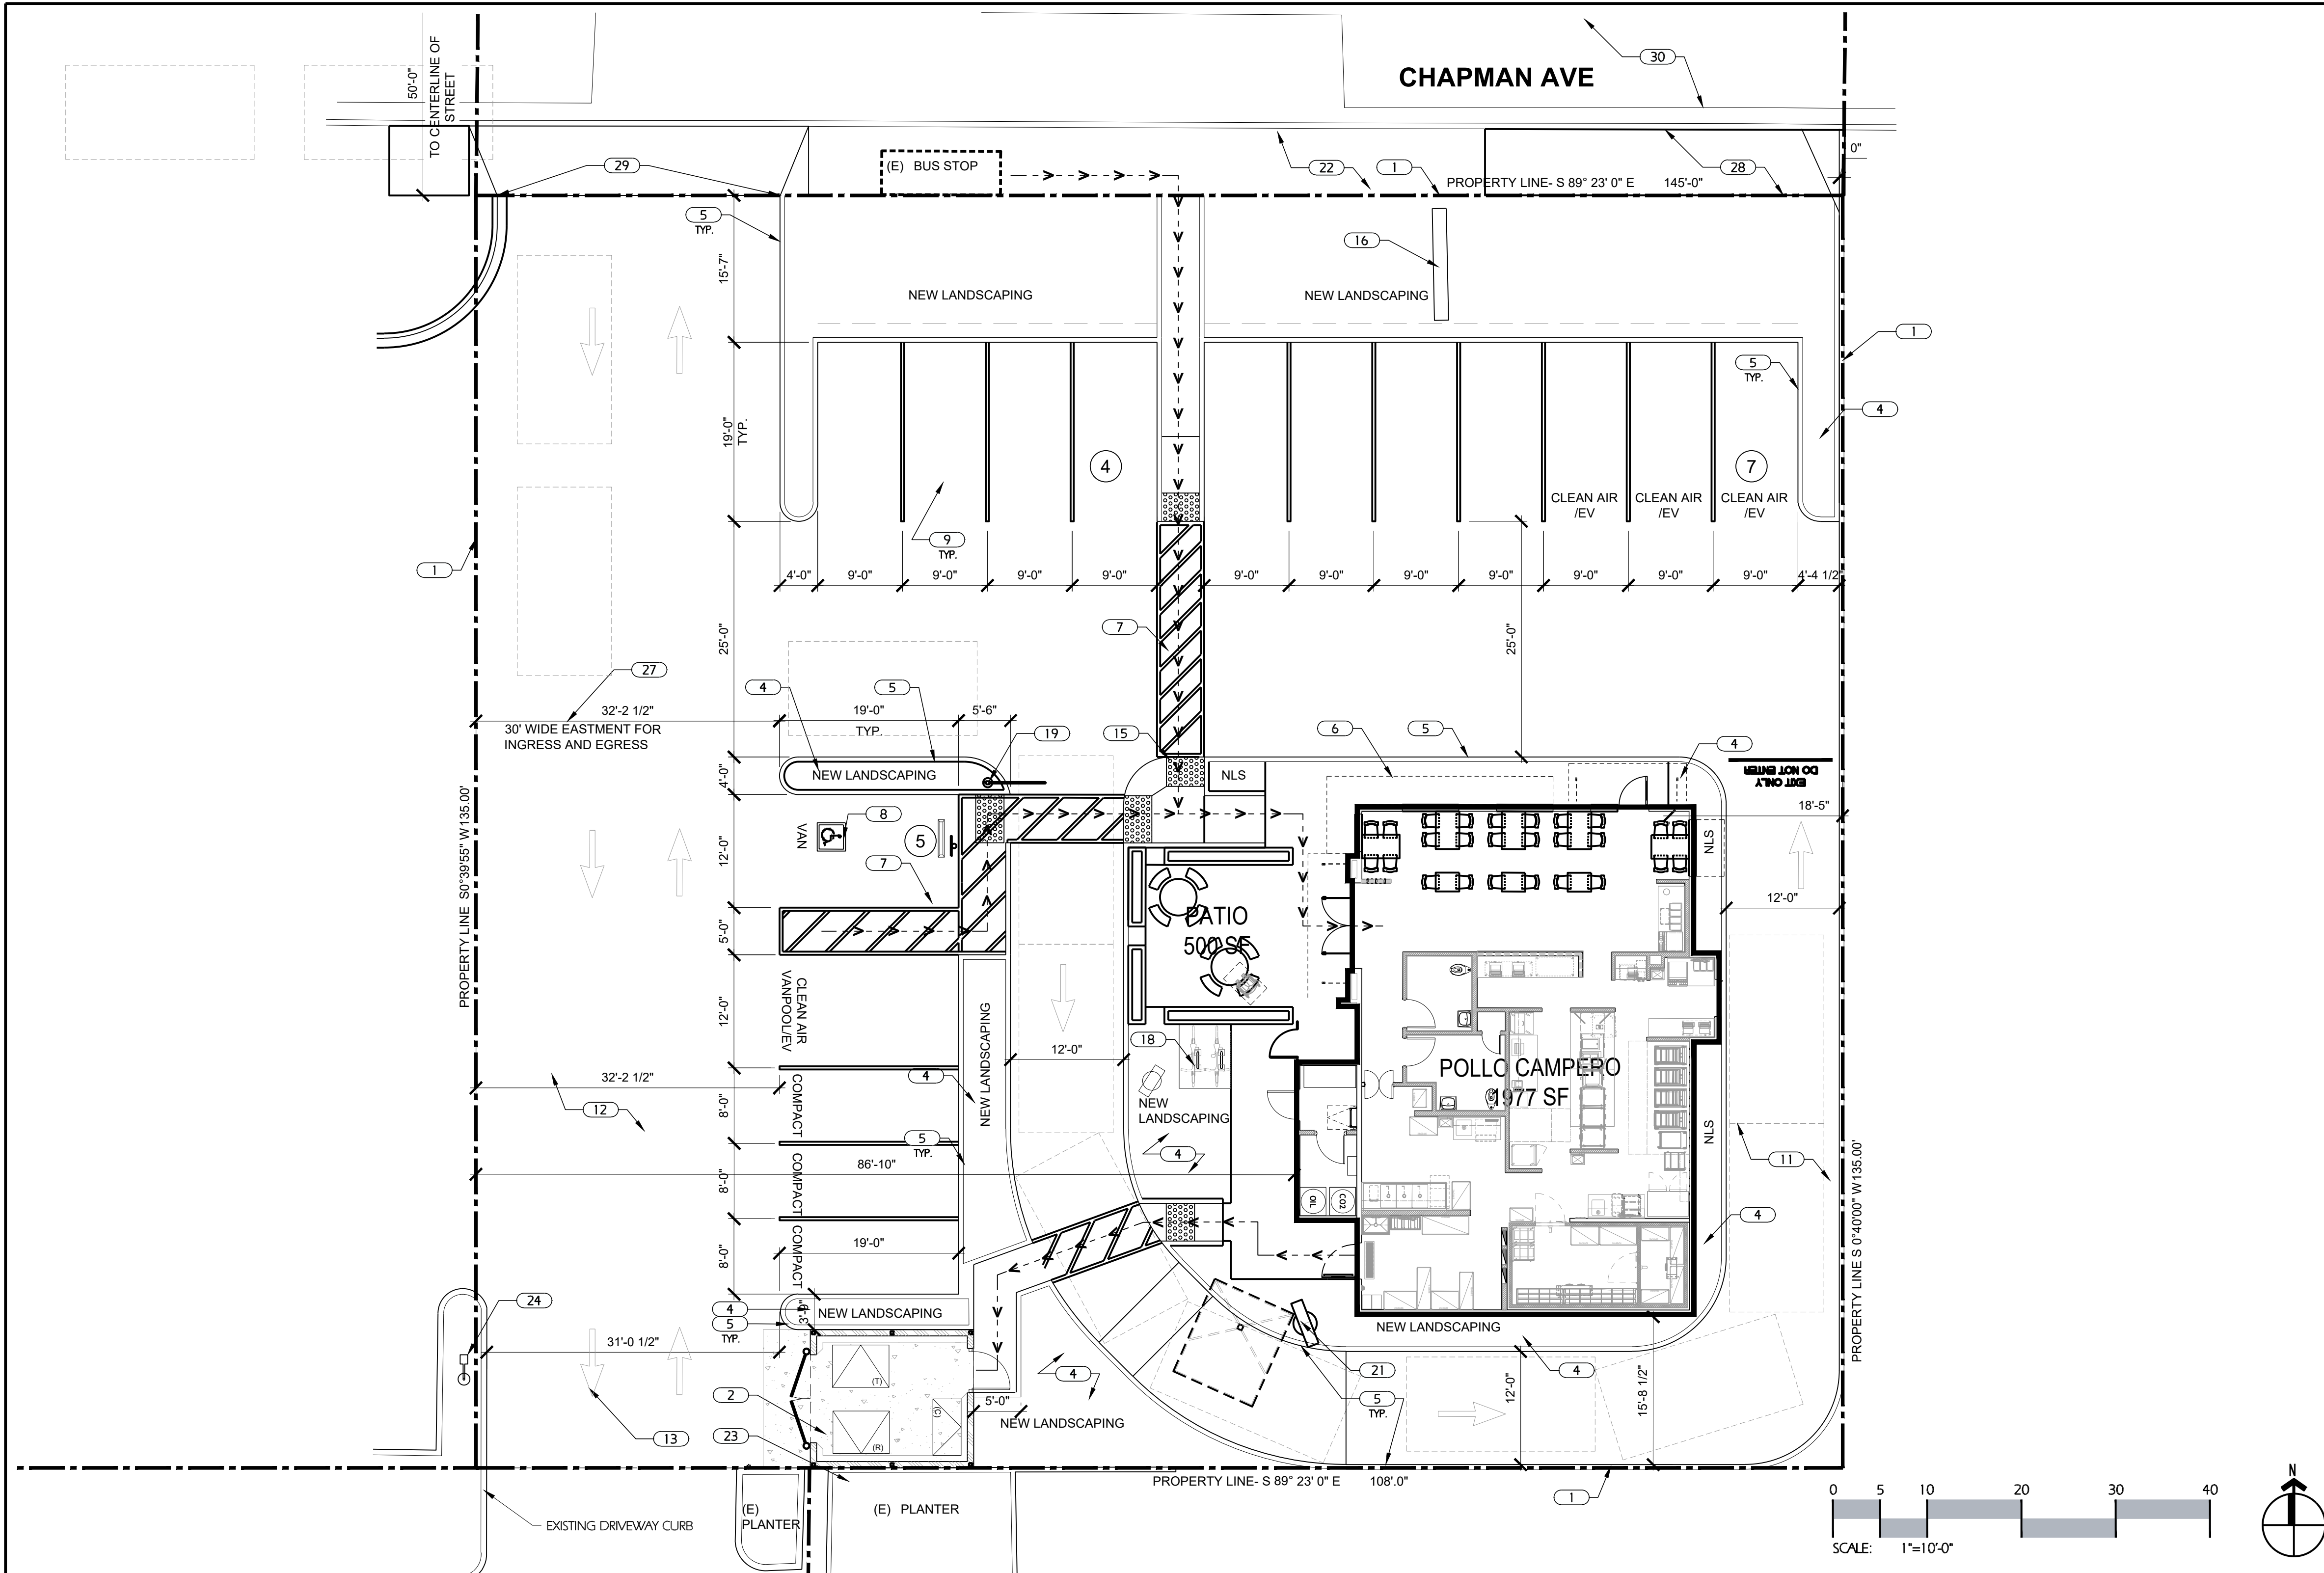 50'-0"
TO CENTERLINE OF
STREET
CHAPMAN AVE
30
29
(E) BUS STOP
22
1
28
0"
PROPERTY LINE- S 89° 23' 0" E 145'-0"
5
TYP.
16
15'-7"
NEW LANDSCAPING
NEW LANDSCAPING
1
5
TYP.
4
19'-0"
TYP.
4
7
CLEAN AIR
/EV
CLEAN AIR
/EV
CLEAN AIR
/EV
9
TYP.
1
4'-0"
9'-0"
9'-0"
9'-0"
9'-0"
9'-0"
9'-0"
9'-0"
9'-0"
9'-0"
9'-0"
9'-0"
4'-4 1/2"
7
25'-0"
25'-0"
27
4
5
32'-2 1/2"
19'-0"
TYP.
5'-6"
30' WIDE EASTMENT FOR
INGRESS AND EGRESS
19
15
6
5
4
4'-0"
NEW LANDSCAPING
NLS
EXIT ONLY
DO NOT ENTER
18'-5"
PROPERTY LINE S0°39'55" W135.00'
12'-0"
VAN
8
5
7
NLS
12'-0"
5'-0"
PATIO
500 SF
12'-0"
CLEAN AIR
VANPOOL/EV
NEW LANDSCAPING
12'-0"
18
POLLO CAMPERO
1977 SF
32'-2 1/2"
4
12
8'-0"
COMPACT
NEW
LANDSCAPING
NLS
5
TYP.
4
11
86'-10"
8'-0"
COMPACT
OIL
CO2
4
PROPERTY LINE S 0°40'00" W135.00'
8'-0"
COMPACT
19'-0"
24
4
5
TYP.
3'-9"
NEW LANDSCAPING
NEW LANDSCAPING
31'-0 1/2"
4
21
4
2
(T)
(C)
5'-0"
5
TYP.
12'-0"
15'-8 1/2"
NEW LANDSCAPING
13
23
(R)
PROPERTY LINE- S 89° 23' 0" E 108'.0"
1
(E)
PLANTER
(E) PLANTER
EXISTING DRIVEWAY CURB
0 5 10 20 30 40
SCALE: 1"=10'-0"
N